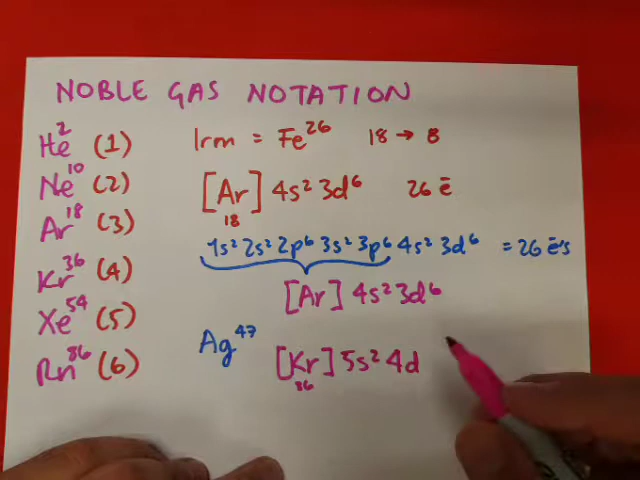 NOBLE GAS NOTATION
He² (1)
Ne¹⁰ (2)
Ar¹⁸ (3)
Kr³⁶ (4)
Xe⁵⁴ (5)
Rn⁸⁶ (6)
Irm = Fe²⁶ 18 → 8
[Ar] 4s² 3d⁶ 26 ē
18
1s² 2s² 2p⁶ 3s² 3p⁶ 4s² 3d⁶ = 26 ē's
[Ar] 4s² 3d⁶
Ag⁴⁷
[Kr] 5s² 4d
36